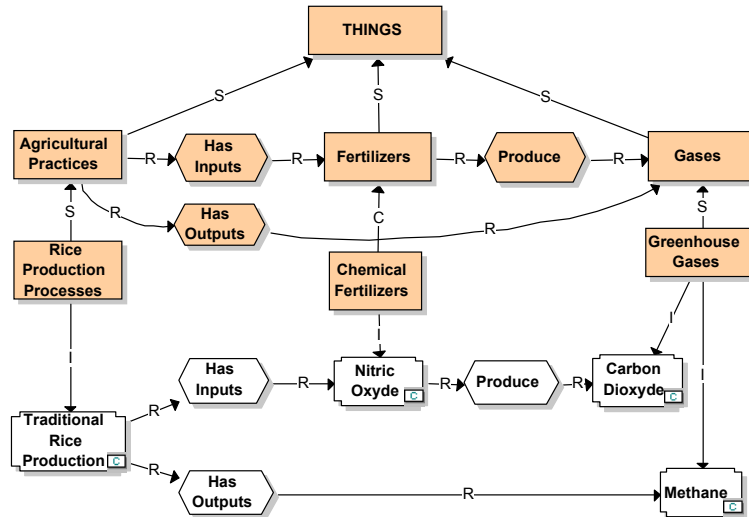 THINGS
S
S
S
Agricultural
Practices
R
Has
Inputs
R
Fertilizers
R
Produce
R
Gases
S
R
Has
Outputs
R
C
S
Rice
Production
Processes
Chemical
Fertilizers
Greenhouse
Gases
I
I
I
I
Has
Inputs
R
R
Nitric
Oxyde
C
R
Produce
R
Carbon
Dioxyde
C
Traditional
Rice
Production
C
R
Has
Outputs
R
Methane
C